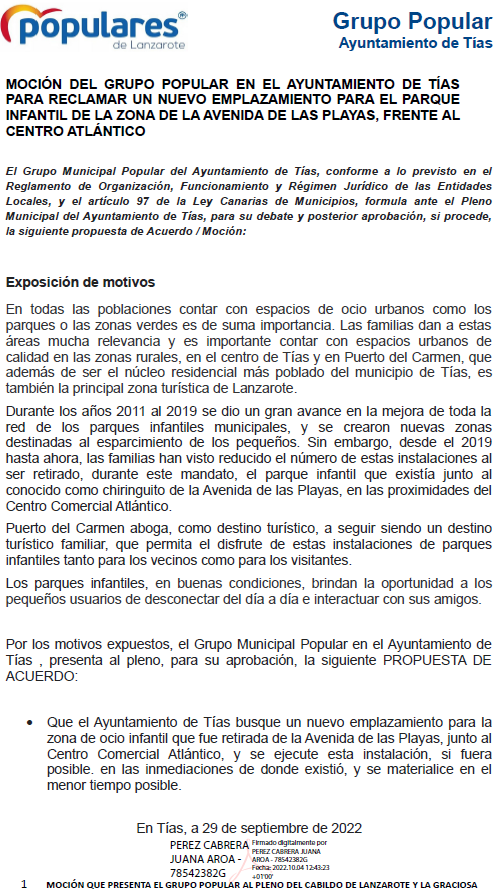 populares®
de Lanzarote
Grupo Popular
Ayuntamiento de Tías
MOCIÓN DEL GRUPO POPULAR EN EL AYUNTAMIENTO DE TÍAS
PARA RECLAMAR UN NUEVO EMPLAZAMIENTO PARA EL PARQUE
INFANTIL DE LA ZONA DE LA AVENIDA DE LAS PLAYAS, FRENTE AL
CENTRO ATLÁNTICO
El Grupo Municipal Popular del Ayuntamiento de Tías, conforme a lo previsto en el
Reglamento de Organización, Funcionamiento y Régimen Jurídico de las Entidades
Locales, y el artículo 97 de la Ley Canarias de Municipios, formula ante el Pleno
Municipal del Ayuntamiento de Tías, para su debate y posterior aprobación, si procede,
la siguiente propuesta de Acuerdo / Moción:
Exposición de motivos
En todas las poblaciones contar con espacios de ocio urbanos como los
parques o las zonas verdes es de suma importancia. Las familias dan a estas
áreas mucha relevancia y es importante contar con espacios urbanos de
calidad en las zonas rurales, en el centro de Tías y en Puerto del Carmen, que
además de ser el núcleo residencial más poblado del municipio de Tías, es
también la principal zona turística de Lanzarote.
Durante los años 2011 al 2019 se dio un gran avance en la mejora de toda la
red de los parques infantiles municipales, y se crearon nuevas zonas
destinadas al esparcimiento de los pequeños. Sin embargo, desde el 2019
hasta ahora, las familias han visto reducido el número de estas instalaciones al
ser retirado, durante este mandato, el parque infantil que existía junto al
conocido como chiringuito de la Avenida de las Playas, en las proximidades del
Centro Comercial Atlántico.
Puerto del Carmen aboga, como destino turístico, a seguir siendo un destino
turístico familiar, que permita el disfrute de estas instalaciones de parques
infantiles tanto para los vecinos como para los visitantes.
Los parques infantiles, en buenas condiciones, brindan la oportunidad a los
pequeños usuarios de desconectar del día a día e interactuar con sus amigos.
Por los motivos expuestos, el Grupo Municipal Popular en el Ayuntamiento de
Tías , presenta al pleno, para su aprobación, la siguiente PROPUESTA DE
ACUERDO:
• Que el Ayuntamiento de Tías busque un nuevo emplazamiento para la
zona de ocio infantil que fue retirada de la Avenida de las Playas, junto al
Centro Comercial Atlántico, y se ejecute esta instalación, si fuera
posible. en las inmediaciones de donde existió, y se materialice en el
menor tiempo posible.
En Tías, a 29 de septiembre de 2022
PEREZ CABRERA
JUANA AROA -
78542382G
Firmado digitalmente por
PEREZ CABRERA JUANA
AROA - 78542382G
Fecha: 2022.10.04 12:43:23
+01'00'
1 MOCIÓN QUE PRESENTA EL GRUPO POPULAR AL PLENO DEL CABILDO DE LANZAROTE Y LA GRACIOSA